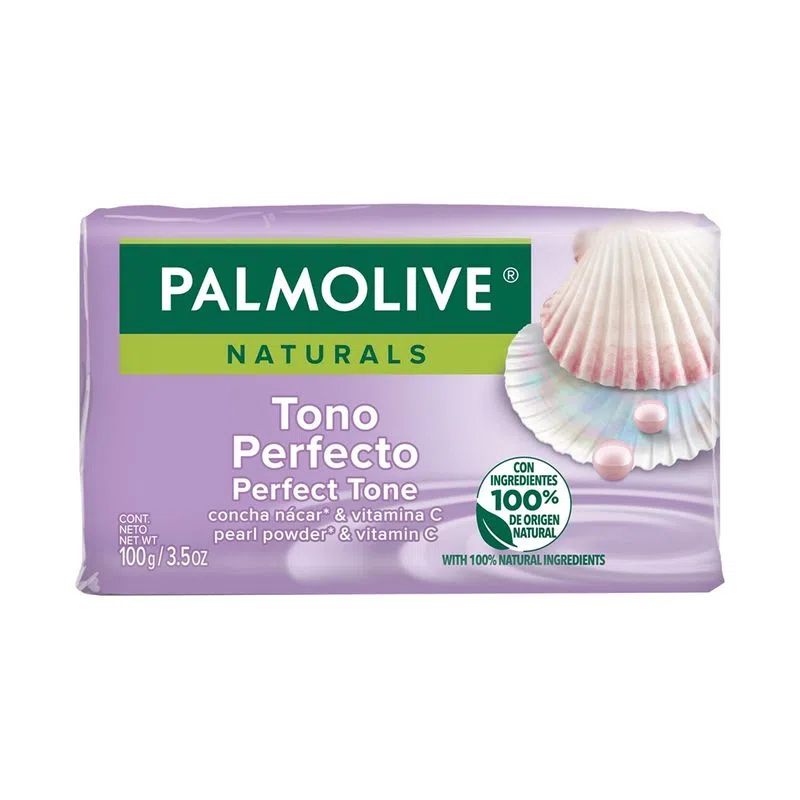 PALMOLIVE®
NATURALS
Tono
Perfecto
Perfect Tone
concha nácar* & vitamina C
pearl powder* & vitamin C
CONT.
NETO
NET WT
100g/3.5oz
CON
INGREDIENTES
100%
DE ORIGEN
NATURAL
WITH 100% NATURAL INGREDIENTS